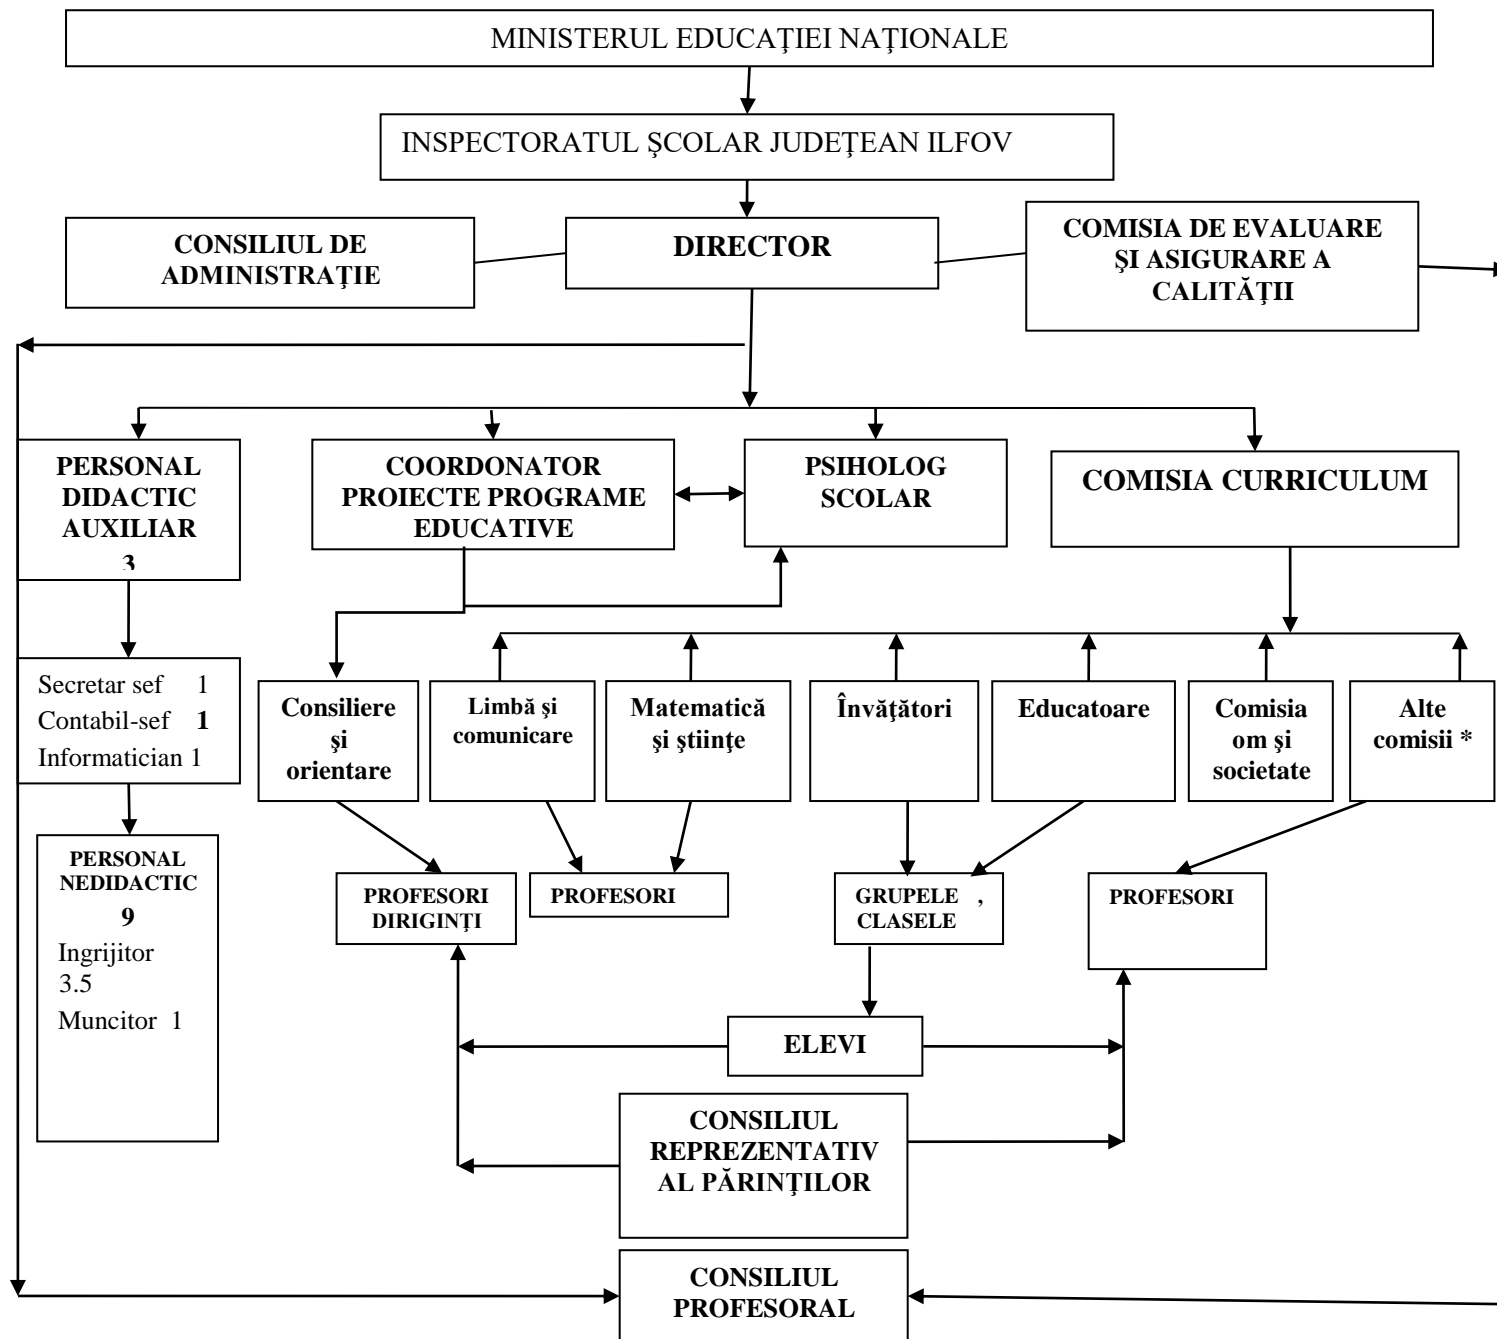 MINISTERUL EDUCAŢIEI NAŢIONALE
INSPECTORATUL ŞCOLAR JUDEŢEAN ILFOV
CONSILIUL DE
ADMINISTRAŢIE
DIRECTOR
COMISIA DE EVALUARE
ŞI ASIGURARE A
CALITĂŢII
PERSONAL
DIDACTIC
AUXILIAR
3
COORDONATOR
PROIECTE PROGRAME
EDUCATIVE
PSIHOLOG
SCOLAR
COMISIA CURRICULUM
Secretar sef 1
Contabil-sef 1
Informatician 1
Consiliere
şi
orientare
Limbă şi
comunicare
Matematică
şi ştiinţe
Învăţători
Educatoare
Comisia
om şi
societate
Alte
comisii *
PERSONAL
NEDIDACTIC
9
Ingrijitor
3.5
Muncitor 1
PROFESORI
DIRIGINŢI
PROFESORI
GRUPELE ,
CLASELE
PROFESORI
ELEVI
CONSILIUL
REPREZENTATIV
AL PĂRINŢILOR
CONSILIUL
PROFESORAL